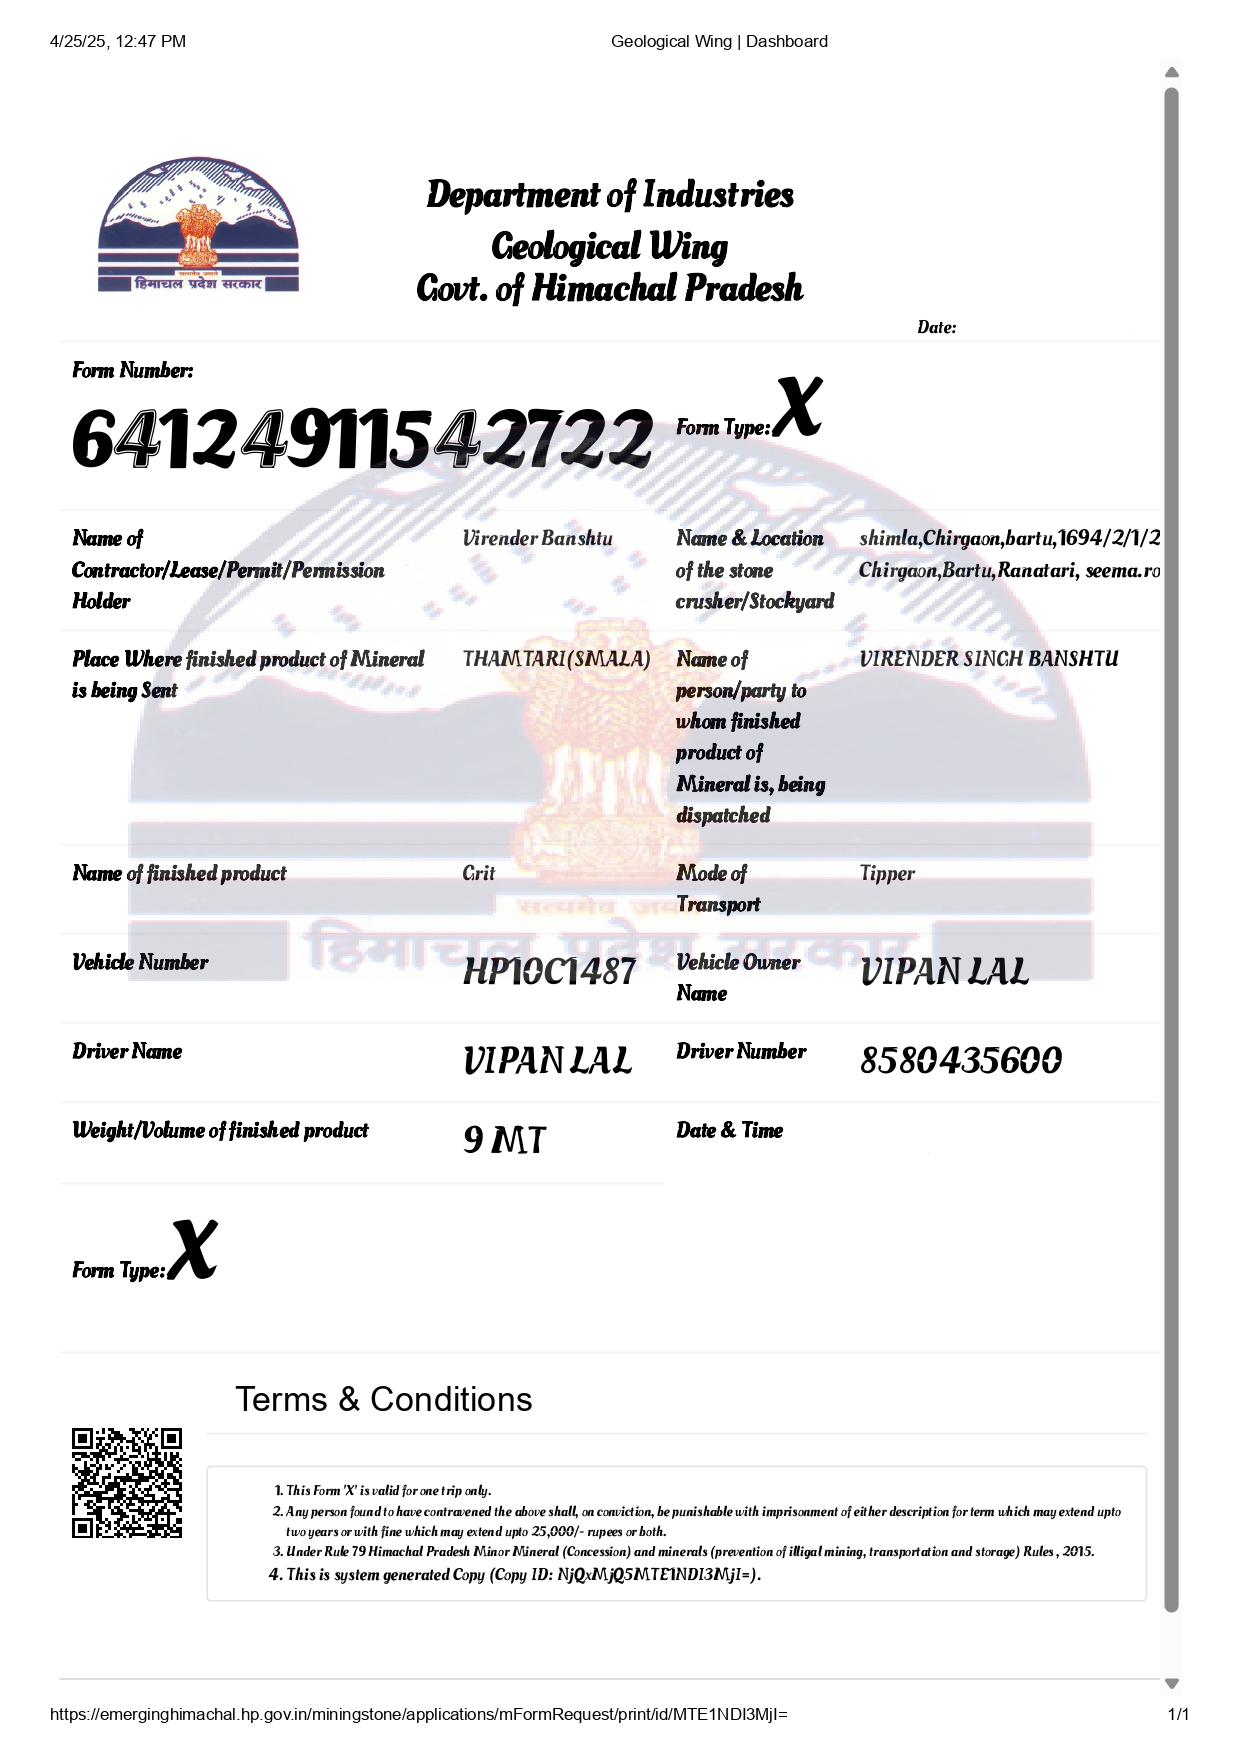 4/25/25, 12:47 PM
Geological Wing | Dashboard
सत्यमेव जयते
हिमाचल प्रदेश सरकार
Department of Industries
Geological Wing
Govt. of Himachal Pradesh
Date:
Form Number:
64124911542722
Form Type: X
Name of
Contractor/Lease/Permit/Permission
Holder
Virender Banshtu
Name & Location
of the stone
crusher/Stockyard
shimla,Chirgaon,bartu,1694/2/1/2
Chirgaon,Bartu,Ranatari, seema.ro
Place Where finished product of Mineral
is being Sent
THAMTARI(SMALA)
Name of
person/party to
whom finished
product of
Mineral is, being
dispatched
VIRENDER SINGH BANSHTU
Name of finished product
Grit
Mode of
Transport
Tipper
सत्यमेव जयते
हिमाचल प्रदेश सरकार
Vehicle Number
HP10C1487
Vehicle Owner
Name
VIPAN LAL
Driver Name
VIPAN LAL
Driver Number
8580435600
Weight/Volume of finished product
9 MT
Date & Time
Form Type: X
Terms & Conditions
1. This Form 'X' is valid for one trip only.
2. Any person found to have contravened the above shall, on conviction, be punishable with imprisonment of either description for term which may extend upto
two years or with fine which may extend upto 25,000/- rupees or both.
3. Under Rule 79 Himachal Pradesh Minor Mineral (Concession) and minerals (prevention of illigal mining, transportation and storage) Rules , 2015.
4. This is system generated Copy (Copy ID: NjQxMjQ5MTE1NDI3MjI=).
https://emerginghimachal.hp.gov.in/miningstone/applications/mFormRequest/print/id/MTE1NDI3MjI=
1/1